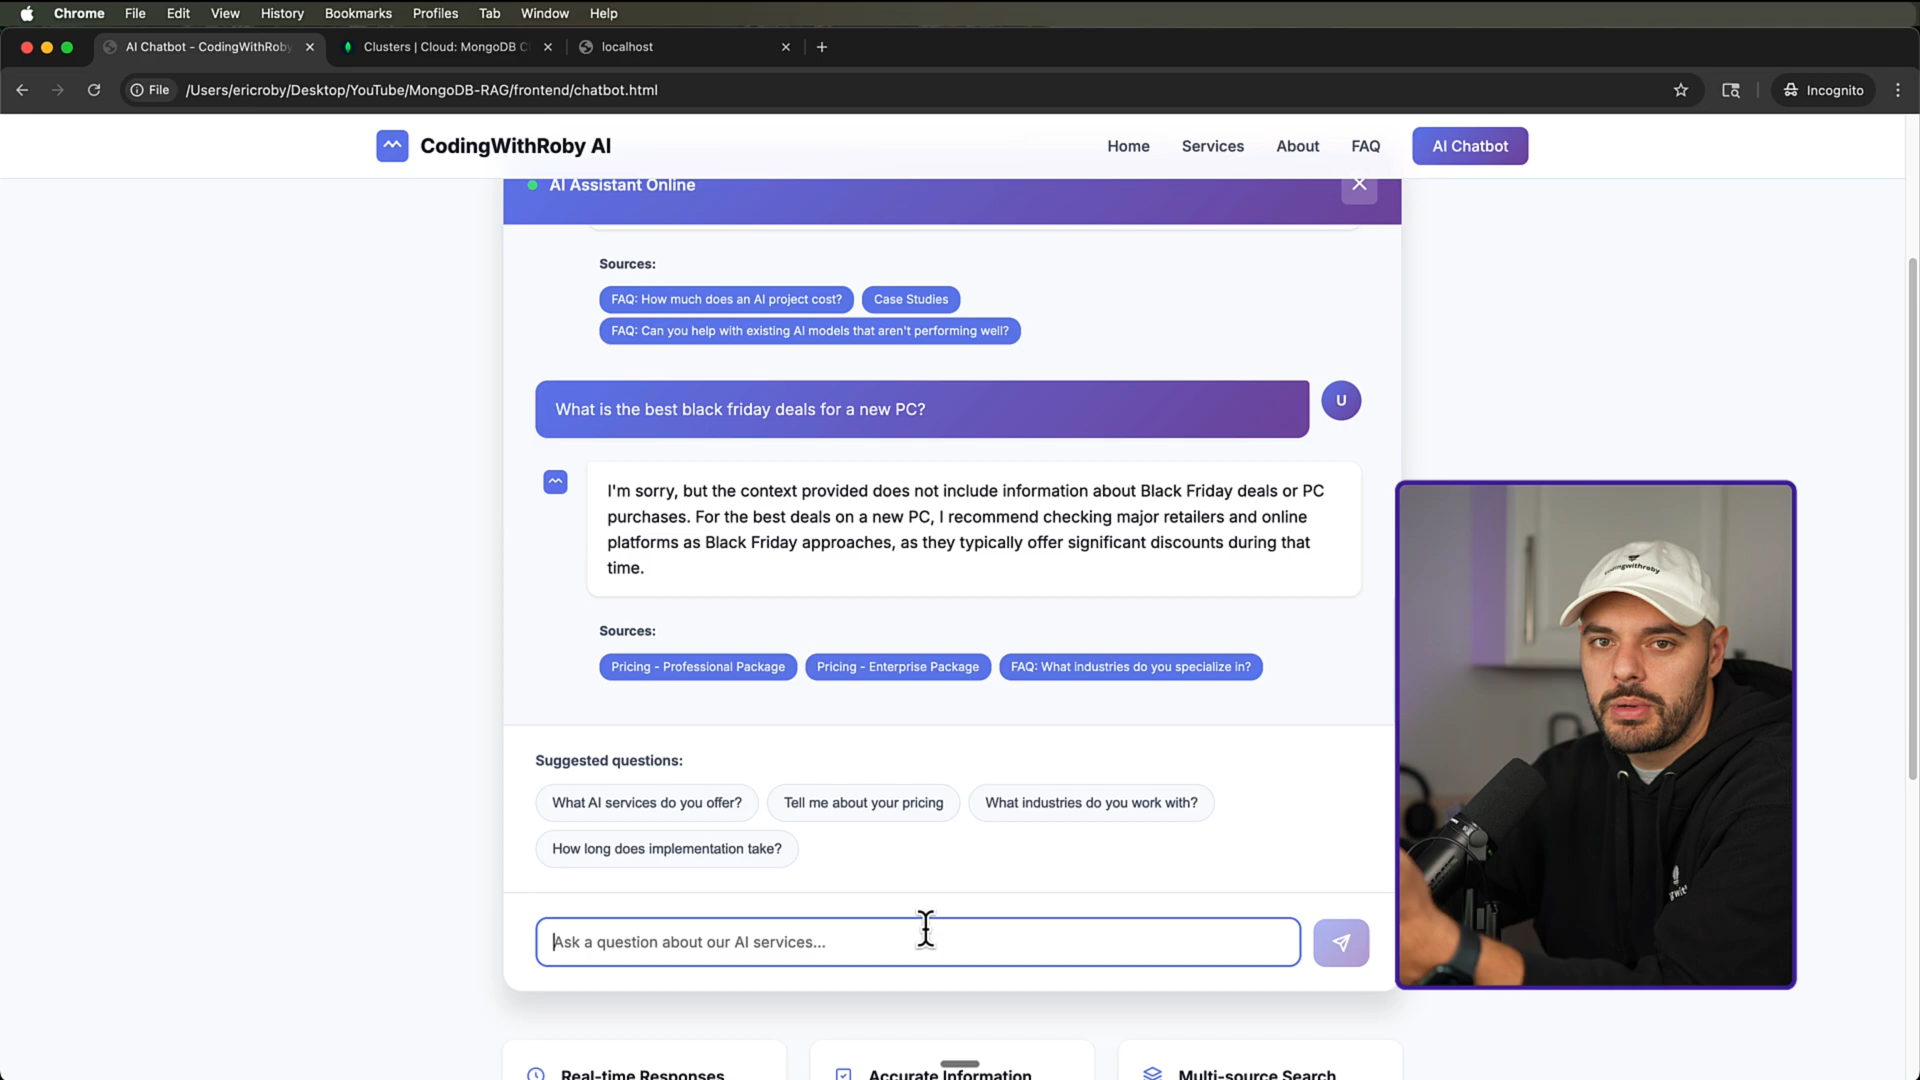 Chrome File Edit View History Bookmarks Profiles Tab Window Help
AI Chatbot - CodingWithRoby
Clusters | Cloud: MongoDB C
localhost
File /Users/ericroby/Desktop/YouTube/MongoDB-RAG/frontend/chatbot.html
Incognito
CodingWithRoby AI
Home Services About FAQ AI Chatbot
AI Assistant Online
Sources:
FAQ: How much does an AI project cost? Case Studies
FAQ: Can you help with existing AI models that aren't performing well?
What is the best black friday deals for a new PC?
U
I'm sorry, but the context provided does not include information about Black Friday deals or PC
purchases. For the best deals on a new PC, I recommend checking major retailers and online
platforms as Black Friday approaches, as they typically offer significant discounts during that
time.
Sources:
Pricing - Professional Package Pricing - Enterprise Package FAQ: What industries do you specialize in?
Suggested questions:
What AI services do you offer? Tell me about your pricing What industries do you work with?
How long does implementation take?
Ask a question about our AI services...
codingwithroby
Real-time Responses Accurate Information Multi-source Search